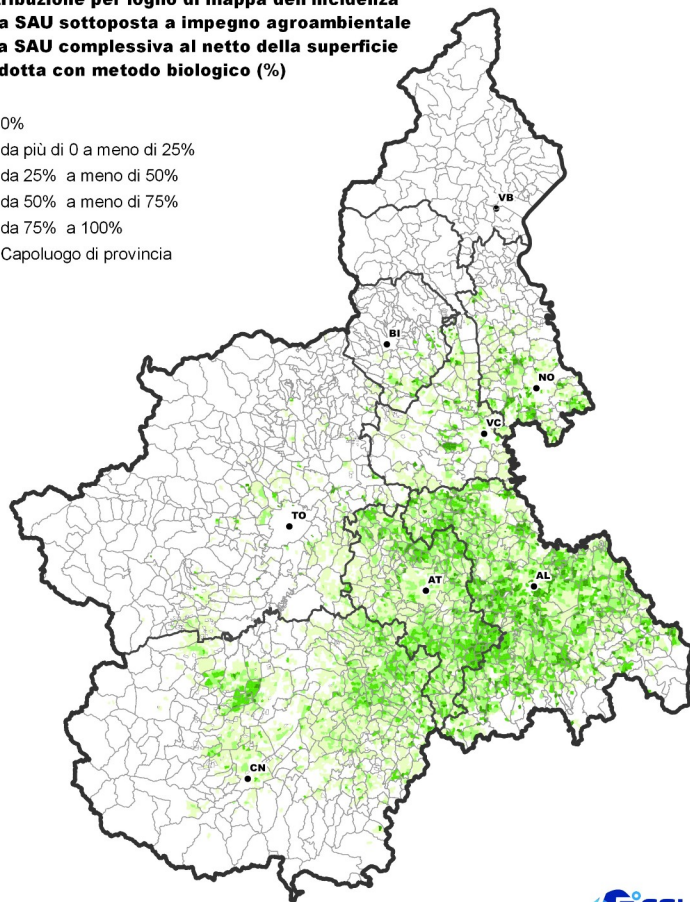 a SAU sottoposta a impegno agroambientale
a SAU complessiva al netto della superficie
dotta con metodo biologico (%)
0%
da più di 0 a meno di 25%
da 25% a meno di 50%
da 50% a meno di 75%
da 75% a 100%
Capoluogo di provincia
VB
BI
NO
VC
TO
AT
AL
CN